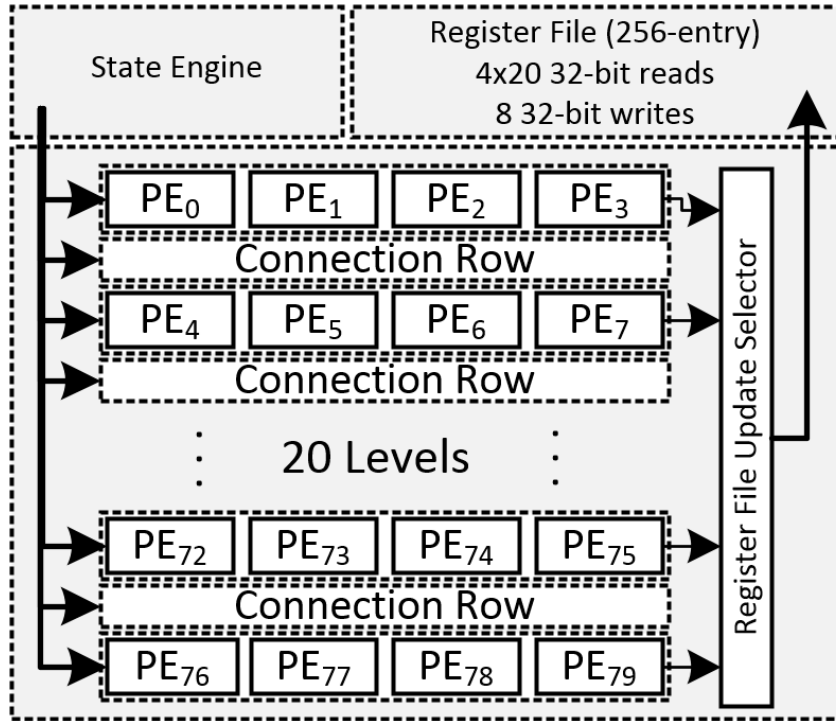 State Engine
Register File (256-entry)
4x20 32-bit reads
8 32-bit writes
PE₀ PE₁ PE₂ PE₃
Connection Row
PE₄ PE₅ PE₆ PE₇
Connection Row
⋮ 20 Levels ⋮
PE₇₂ PE₇₃ PE₇₄ PE₇₅
Connection Row
PE₇₆ PE₇₇ PE₇₈ PE₇₉
Register File Update Selector